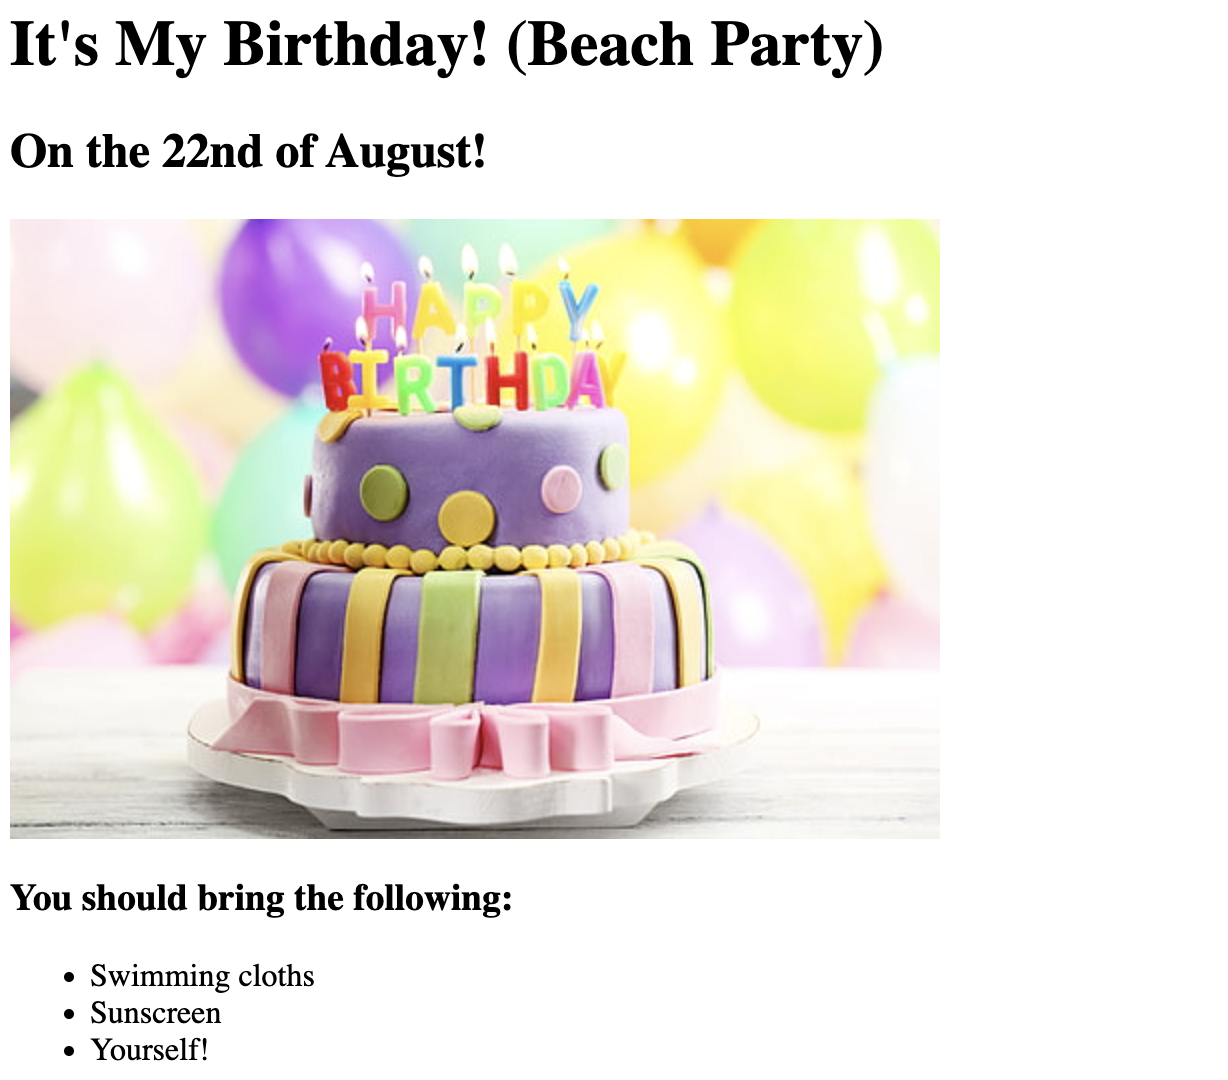 It's My Birthday! (Beach Party)
On the 22nd of August!
HAPPY
BIRTHDAY
You should bring the following:
• Swimming cloths
• Sunscreen
• Yourself!